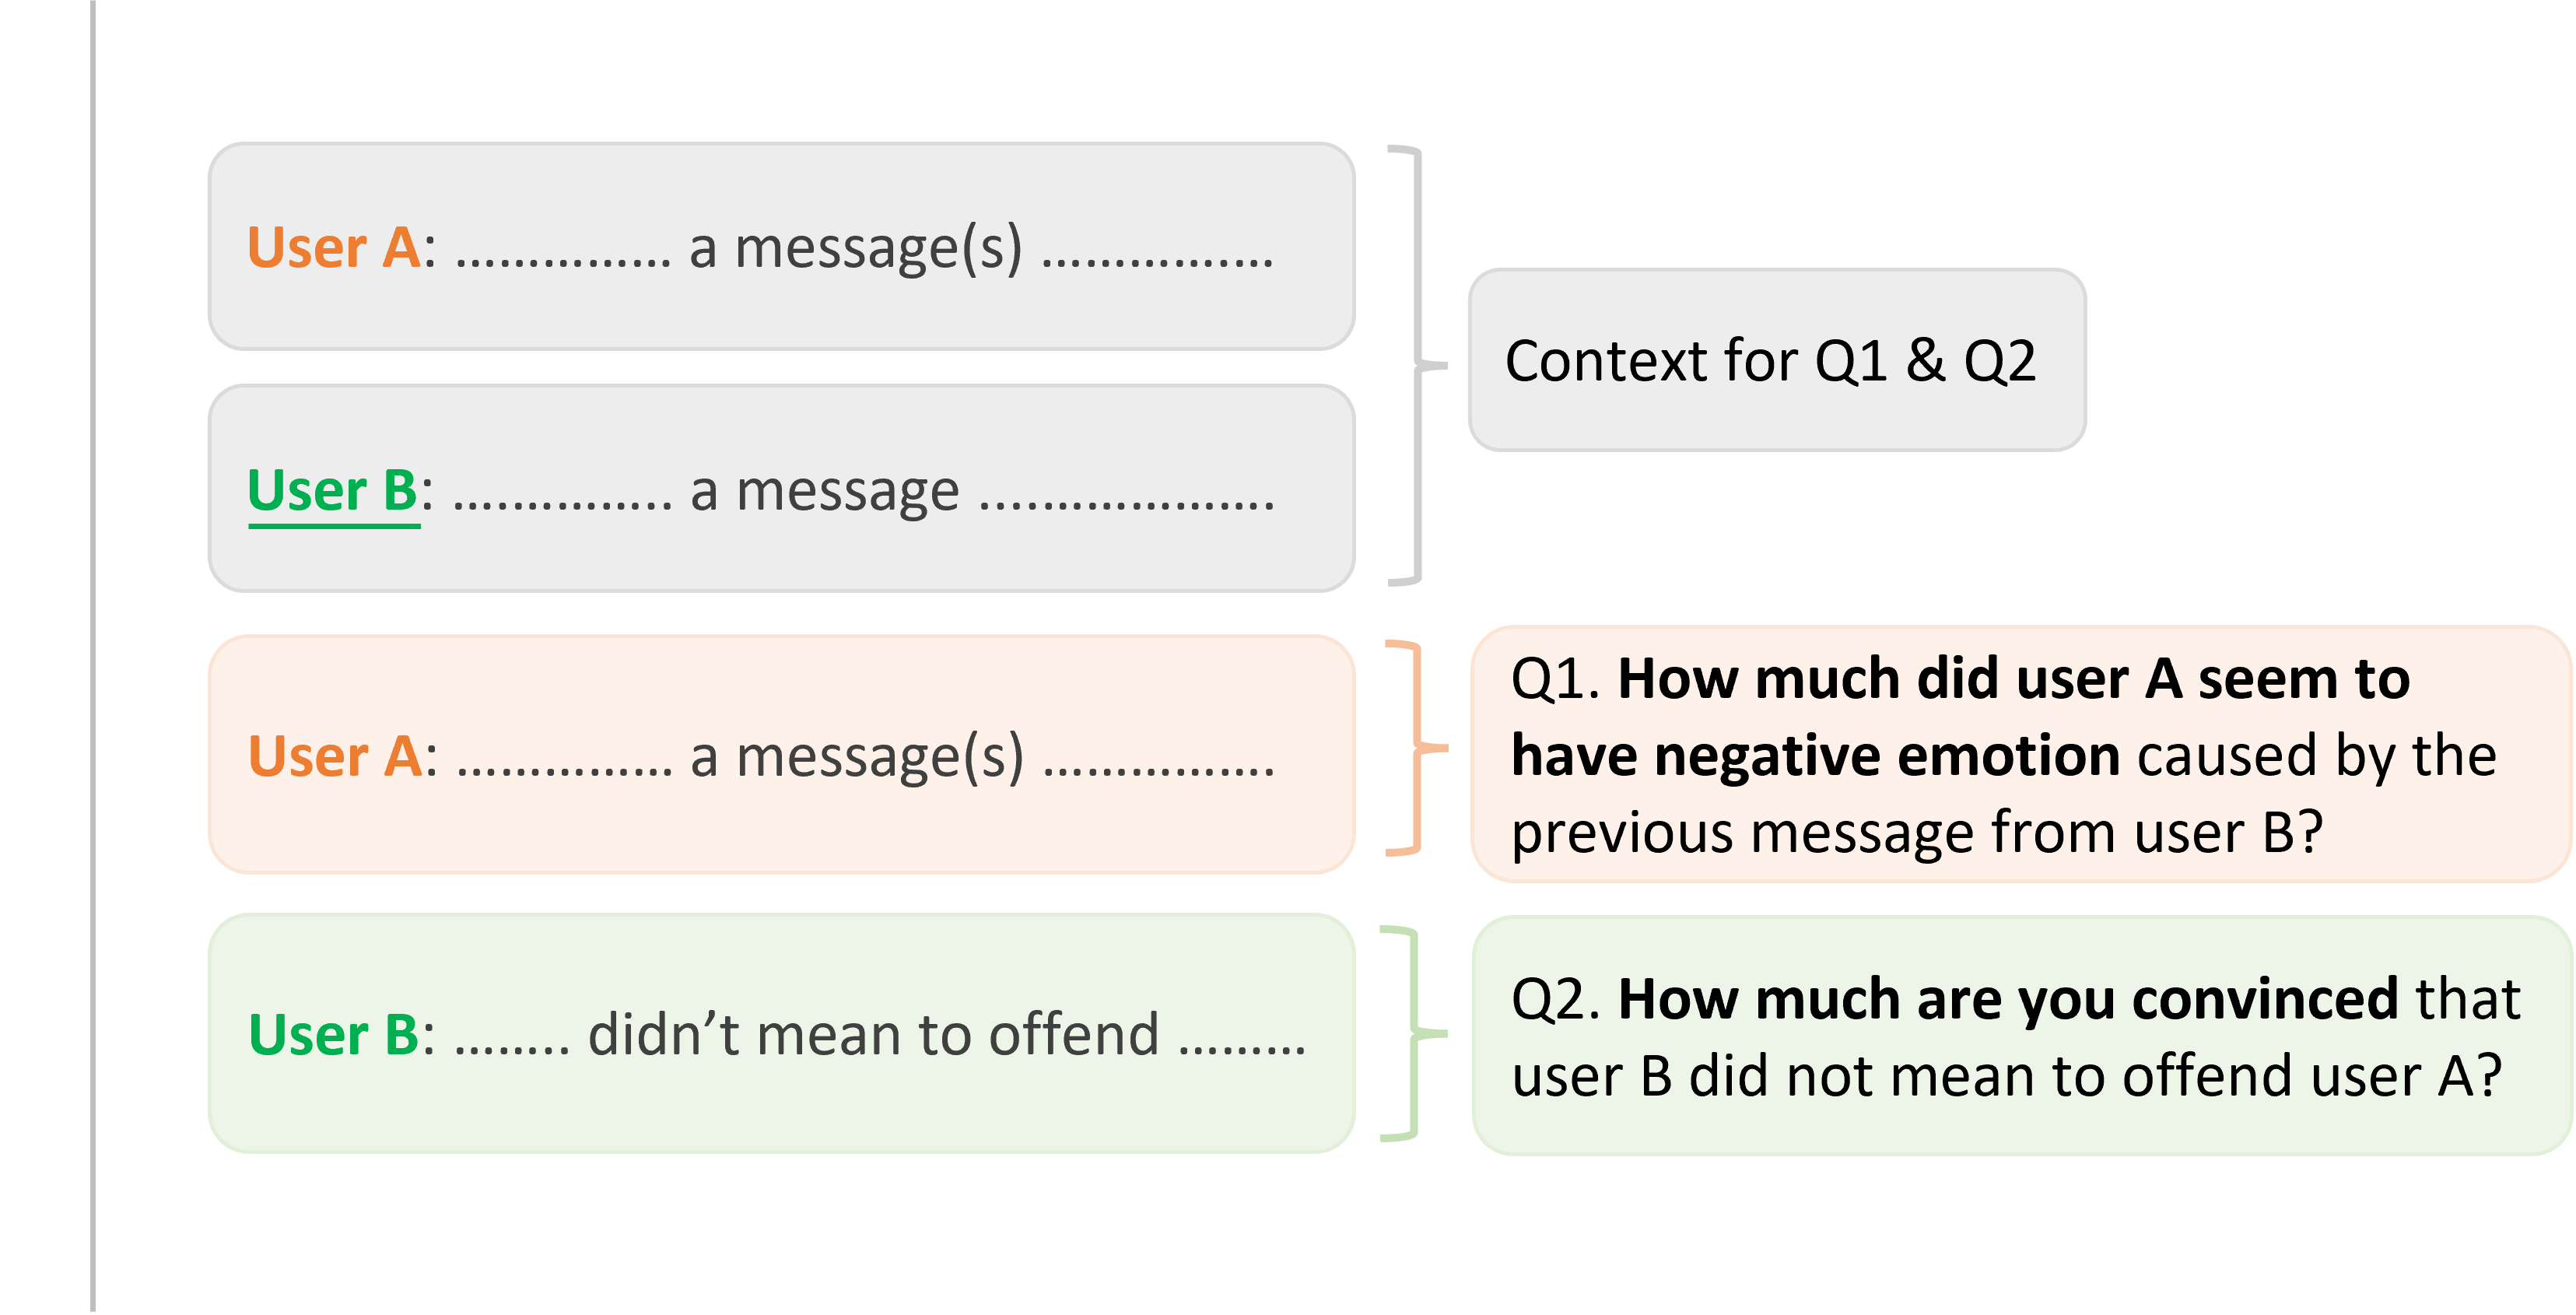 User A: …………… a message(s) …………….
Context for Q1 & Q2
User B: …………... a message ………………..
User A: …………… a message(s) …………….
Q1. How much did user A seem to
have negative emotion caused by the
previous message from user B?
User B: …….. didn’t mean to offend ………
Q2. How much are you convinced that
user B did not mean to offend user A?